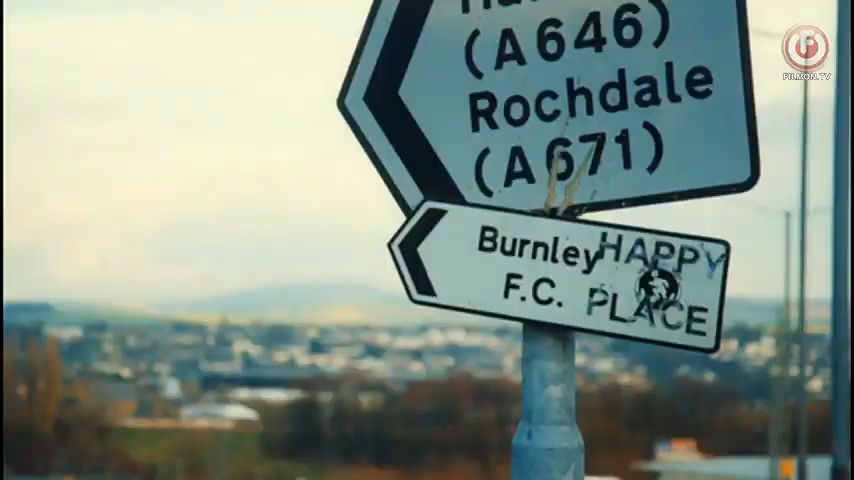 (A646)
Rochdale
(A671)
Burnley HAPPY
F.C. PLACE
FILMON.TV